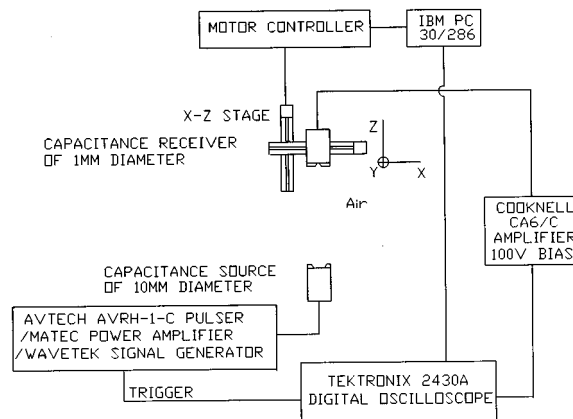 MOTOR CONTROLLER
IBM PC
30/286
X-Z STAGE
CAPACITANCE RECEIVER
OF 1MM DIAMETER
Z
Y
X
Air
COOKNELL
CA6/C
AMPLIFIER
100V BIAS
CAPACITANCE SOURCE
OF 10MM DIAMETER
AVTECH AVRH-1-C PULSER
/MATEC POWER AMPLIFIER
/WAVETEK SIGNAL GENERATOR
TRIGGER
TEKTRONIX 2430A
DIGITAL OSCILLOSCOPE